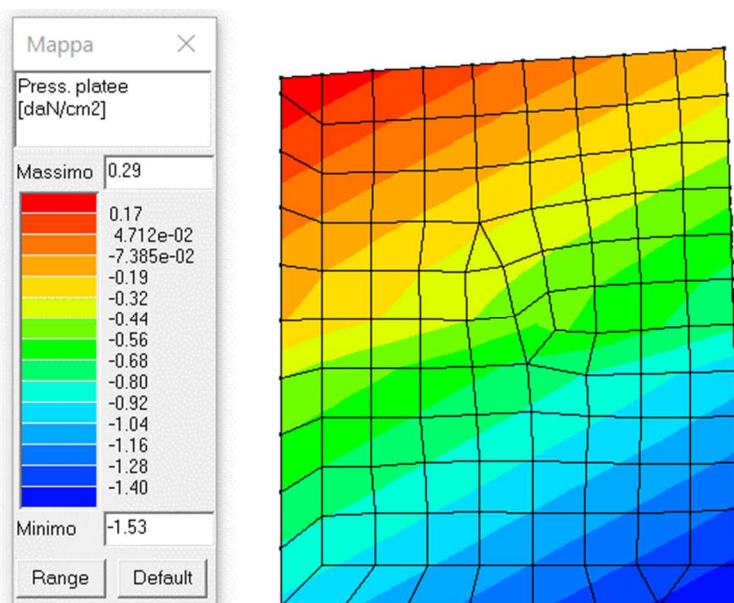 Mappa
Press. platee
[daN/cm2]
Massimo 0.29
0.17
4.712e-02
-7.385e-02
-0.19
-0.32
-0.44
-0.56
-0.68
-0.80
-0.92
-1.04
-1.16
-1.28
-1.40
Minimo -1.53
Range Default